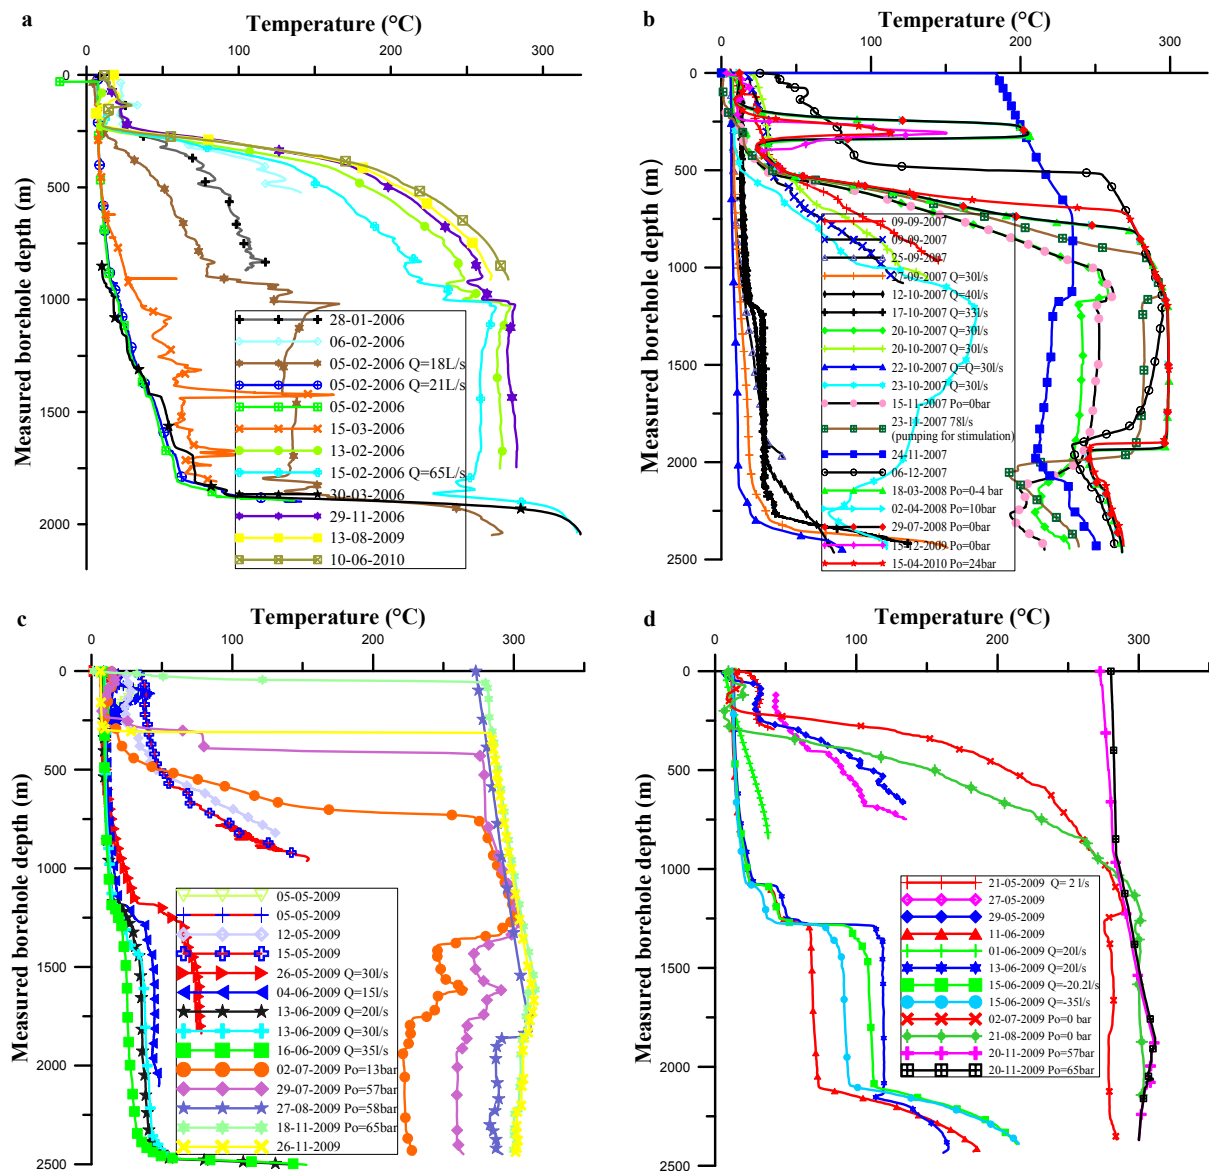 a
Temperature (°C)
0 100 200 300
0
500
1000
1500
2000
Measured borehole depth (m)
28-01-2006
06-02-2006
05-02-2006 Q=18L/s
05-02-2006 Q=21L/s
05-02-2006
15-03-2006
13-02-2006
15-02-2006 Q=65L/s
30-03-2006
29-11-2006
13-08-2009
10-06-2010
b
Temperature (°C)
0 100 200 300
0
500
1000
1500
2000
2500
Measured borehole depth (m)
09-09-2007
09-09-2007
25-09-2007
27-09-2007 Q=30l/s
12-10-2007 Q=40l/s
17-10-2007 Q=33l/s
20-10-2007 Q=30l/s
20-10-2007 Q=30l/s
22-10-2007 Q=Q=30l/s
23-10-2007 Q=30l/s
15-11-2007 Po=0bar
23-11-2007 78l/s
(pumping for stimulation)
24-11-2007
06-12-2007
18-03-2008 Po=0-4 bar
02-04-2008 Po=10bar
29-07-2008 Po=0bar
15-12-2009 Po=0bar
15-04-2010 Po=24bar
c
Temperature (°C)
0 100 200 300
0
500
1000
1500
2000
2500
Measured borehole depth (m)
05-05-2009
05-05-2009
12-05-2009
15-05-2009
26-05-2009 Q=30l/s
04-06-2009 Q=15l/s
13-06-2009 Q=20l/s
13-06-2009 Q=30l/s
16-06-2009 Q=35l/s
02-07-2009 Po=13bar
29-07-2009 Po=57bar
27-08-2009 Po=58bar
18-11-2009 Po=65bar
26-11-2009
d
Temperature (°C)
0 100 200 300
0
500
1000
1500
2000
2500
Measured borehole depth (m)
21-05-2009 Q= 2 l/s
27-05-2009
29-05-2009
11-06-2009
01-06-2009 Q=20l/s
13-06-2009 Q=20l/s
15-06-2009 Q=-20.2l/s
15-06-2009 Q=-35l/s
02-07-2009 Po=0 bar
21-08-2009 Po=0 bar
20-11-2009 Po=57bar
20-11-2009 Po=65bar